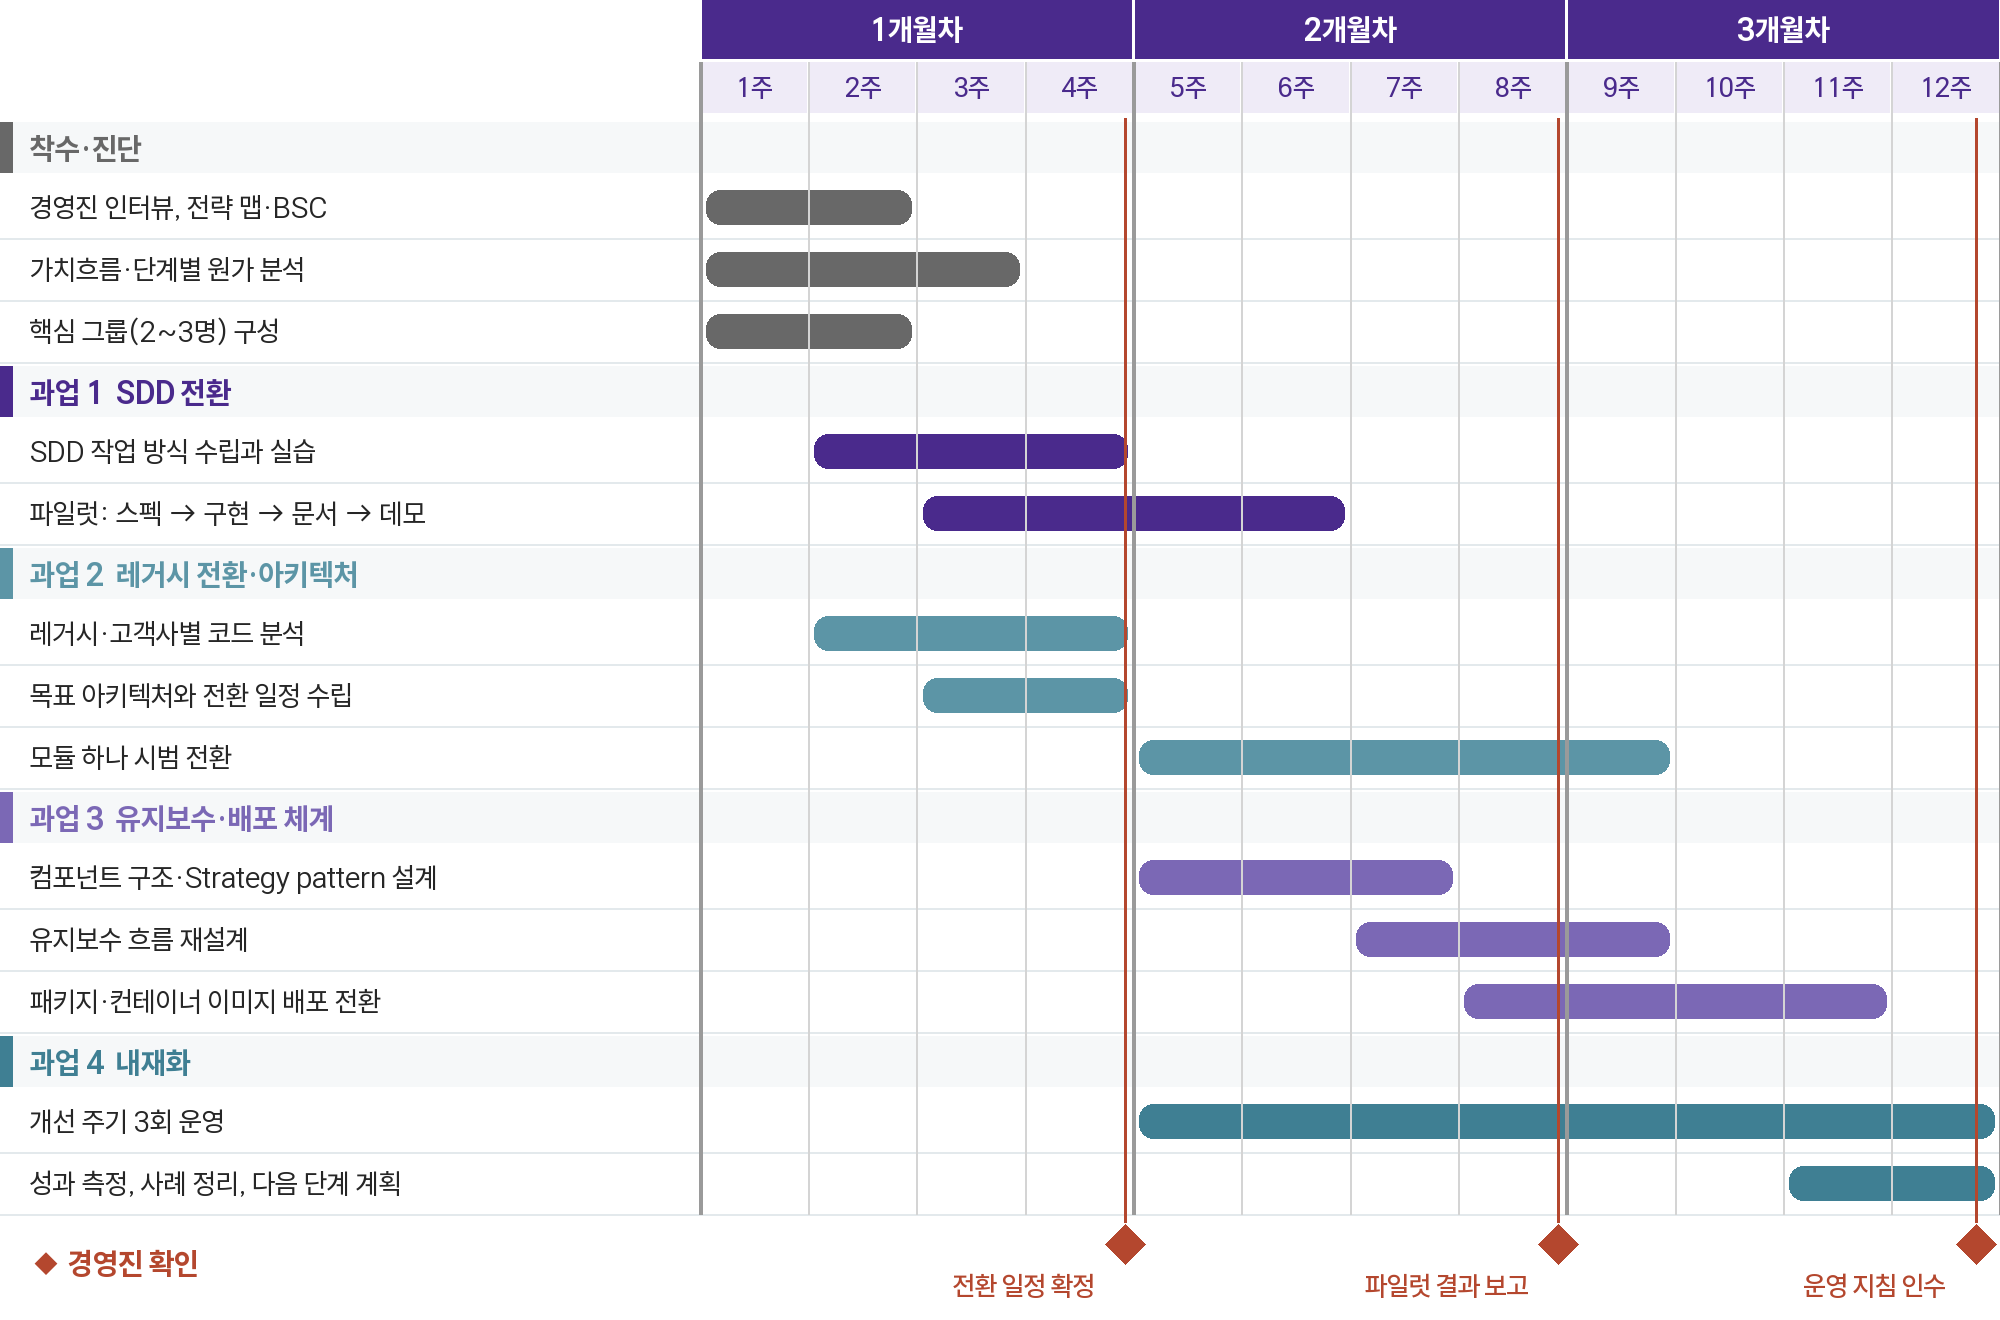 1개월차 2개월차 3개월차
1주 2주 3주 4주 5주 6주 7주 8주 9주 10주 11주 12주
착수·진단
경영진 인터뷰, 전략 맵·BSC
가치흐름·단계별 원가 분석
핵심 그룹(2~3명) 구성
과업 1 SDD 전환
SDD 작업 방식 수립과 실습
파일럿: 스펙 → 구현 → 문서 → 데모
과업 2 레거시 전환·아키텍처
레거시·고객사별 코드 분석
목표 아키텍처와 전환 일정 수립
모듈 하나 시범 전환
과업 3 유지보수·배포 체계
컴포넌트 구조·Strategy pattern 설계
유지보수 흐름 재설계
패키지·컨테이너 이미지 배포 전환
과업 4 내재화
개선 주기 3회 운영
성과 측정, 사례 정리, 다음 단계 계획
◆ 경영진 확인
전환 일정 확정 파일럿 결과 보고 운영 지침 인수